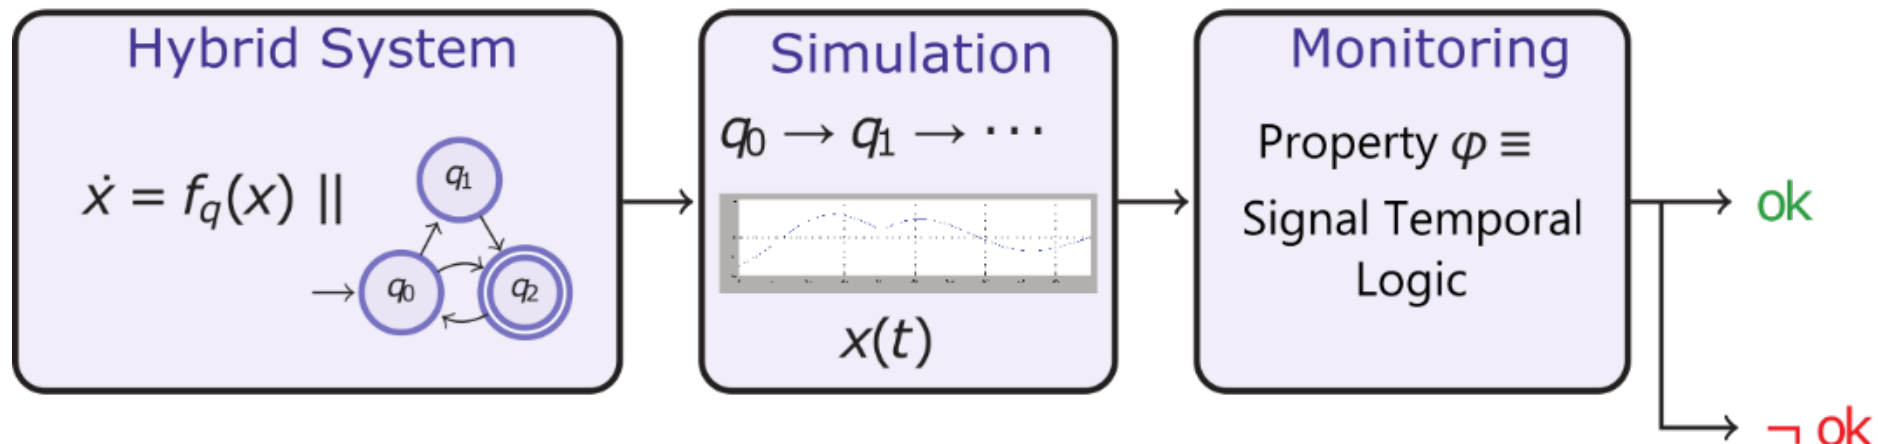 Hybrid System
ẋ = f_q(x) ||
q₁
q₀
q₂
Simulation
q₀ → q₁ → ···
x(t)
Monitoring
Property φ ≡
Signal Temporal
Logic
ok
¬ ok